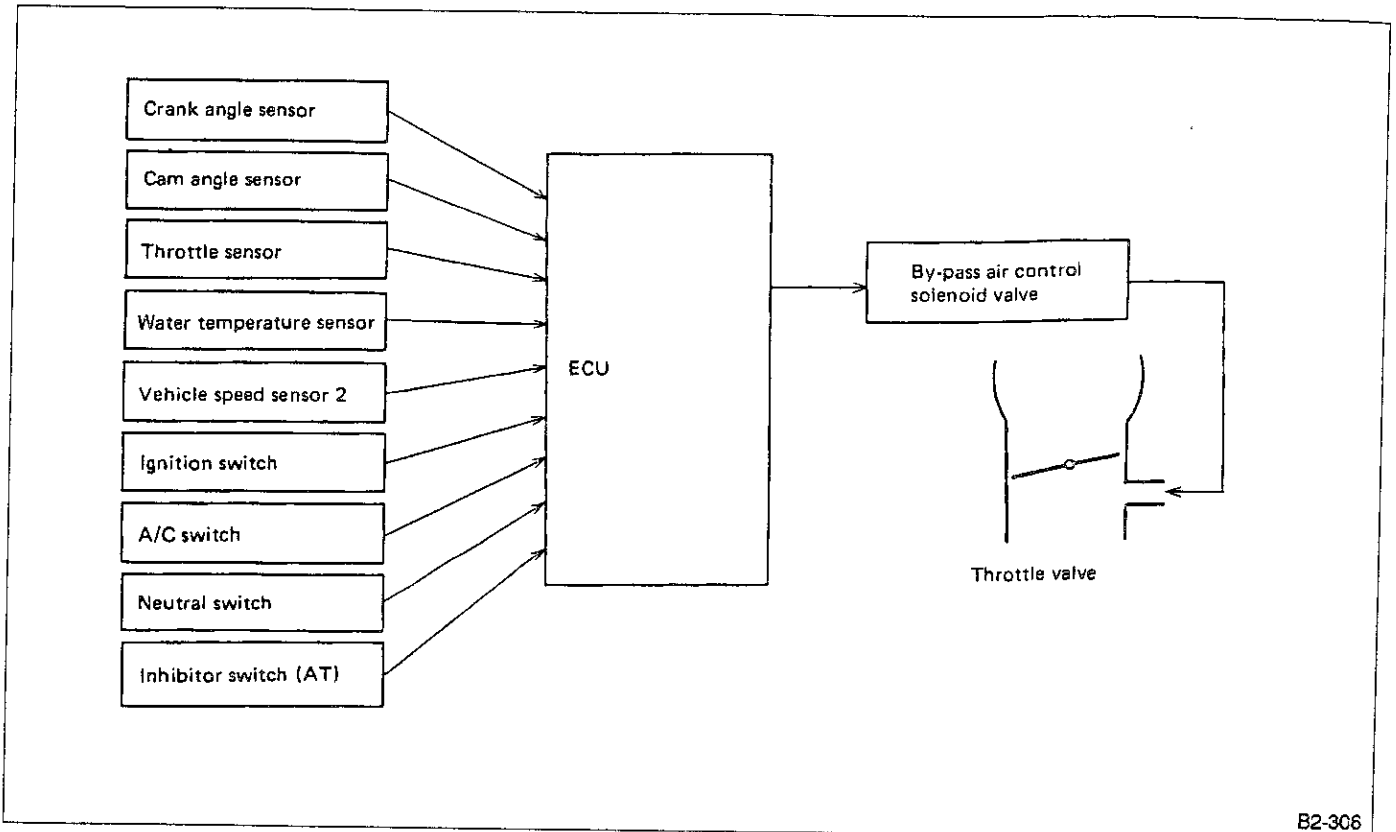 Crank angle sensor
Cam angle sensor
Throttle sensor
Water temperature sensor
Vehicle speed sensor 2
Ignition switch
A/C switch
Neutral switch
Inhibitor switch (AT)
ECU
By-pass air control
solenoid valve
Throttle valve
B2-306